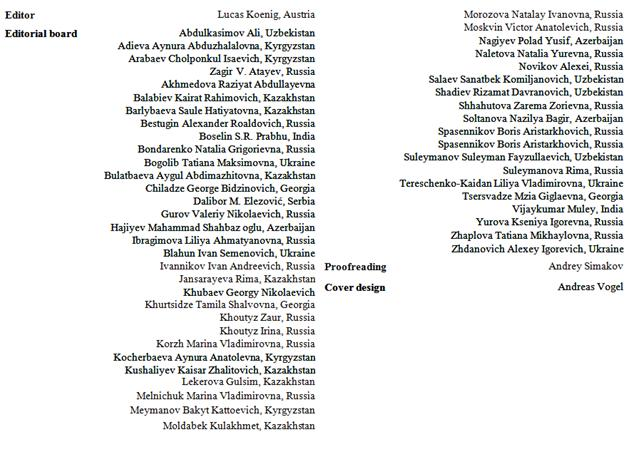 Editor Lucas Koenig, Austria
Editorial board Abdulkasimov Ali, Uzbekistan
Adieva Aynura Abduzhalalovna, Kyrgyzstan
Arabaev Cholponkul Isaevich, Kyrgyzstan
Zagir V. Atayev, Russia
Akhmedova Raziyat Abdullayevna
Balabiev Kairat Rahimovich, Kazakhstan
Barlybaeva Saule Hatiyatovna, Kazakhstan
Bestugin Alexander Roaldovich, Russia
Boselin S.R. Prabhu, India
Bondarenko Natalia Grigorievna, Russia
Bogolib Tatiana Maksimovna, Ukraine
Bulatbaeva Aygul Abdimazhitovna, Kazakhstan
Chiladze George Bidzinovich, Georgia
Dalibor M. Elezović, Serbia
Gurov Valeriy Nikolaevich, Russia
Hajiyev Mahammad Shahbaz oglu, Azerbaijan
Ibragimova Liliya Ahmatyanovna, Russia
Blahun Ivan Semenovich, Ukraine
Ivannikov Ivan Andreevich, Russia
Jansarayeva Rima, Kazakhstan
Khubaev Georgy Nikolaevich
Khurtsidze Tamila Shalvovna, Georgia
Khoutyz Zaur, Russia
Khoutyz Irina, Russia
Korzh Marina Vladimirovna, Russia
Kocherbaeva Aynura Anatolevna, Kyrgyzstan
Kushaliyev Kaisar Zhalitovich, Kazakhstan
Lekerova Gulsim, Kazakhstan
Melnichuk Marina Vladimirovna, Russia
Meymanov Bakyt Kattoevich, Kyrgyzstan
Moldabek Kulakhmet, Kazakhstan
Morozova Natalay Ivanovna, Russia
Moskvin Victor Anatolevich, Russia
Nagiyev Polad Yusif, Azerbaijan
Naletova Natalia Yurevna, Russia
Novikov Alexei, Russia
Salaev Sanatbek Komiljanovich, Uzbekistan
Shadiev Rizamat Davranovich, Uzbekistan
Shhahutova Zarema Zorievna, Russia
Soltanova Nazilya Bagir, Azerbaijan
Spasennikov Boris Aristarkhovich, Russia
Spasennikov Boris Aristarkhovich, Russia
Suleymanov Suleyman Fayzullaevich, Uzbekistan
Suleymanova Rima, Russia
Tereschenko-Kaidan Liliya Vladimirovna, Ukraine
Tsersvadze Mzia Giglaevna, Georgia
Vijaykumar Muley, India
Yurova Kseniya Igorevna, Russia
Zhaplova Tatiana Mikhaylovna, Russia
Zhdanovich Alexey Igorevich, Ukraine
Proofreading Andrey Simakov
Cover design Andreas Vogel